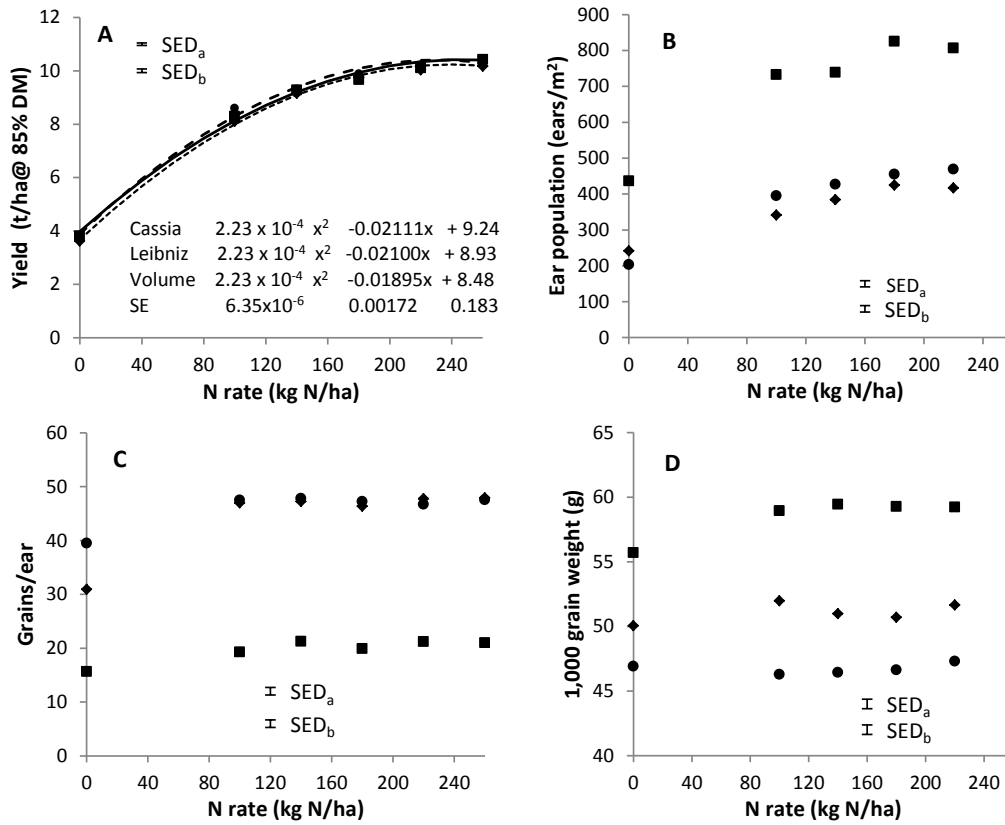 A
SEDa
SEDb
12
10
8
6
4
2
0
Yield (t/ha@ 85% DM)
Cassia 2.23 x 10-4 x2 -0.02111x + 9.24
Leibniz 2.23 x 10-4 x2 -0.02100x + 8.93
Volume 2.23 x 10-4 x2 -0.01895x + 8.48
SE 6.35x10-6 0.00172 0.183
0 40 80 120 160 200 240
N rate (kg N/ha)
B
900
800
700
600
500
400
300
200
100
0
Ear population (ears/m2)
SEDa
SEDb
0 40 80 120 160 200 240
N rate (kg N/ha)
C
60
50
40
30
20
10
0
Grains/ear
SEDa
SEDb
0 40 80 120 160 200 240
N rate (kg N/ha)
D
65
60
55
50
45
40
1,000 grain weight (g)
SEDa
SEDb
0 40 80 120 160 200 240
N rate (kg N/ha)